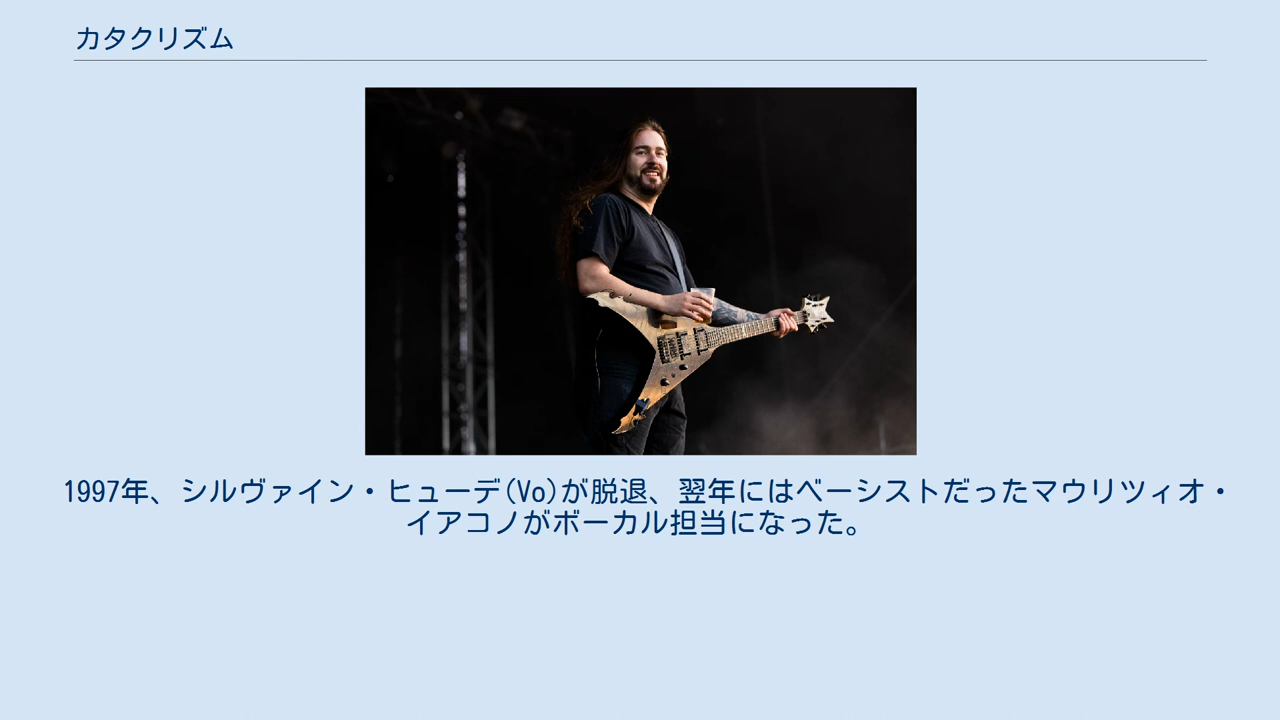 カタクリズム
1997年、シルヴァイン・ヒューデ(Vo)が脱退、翌年にはベーシストだったマウリツィオ・
イアコノがボーカル担当になった。